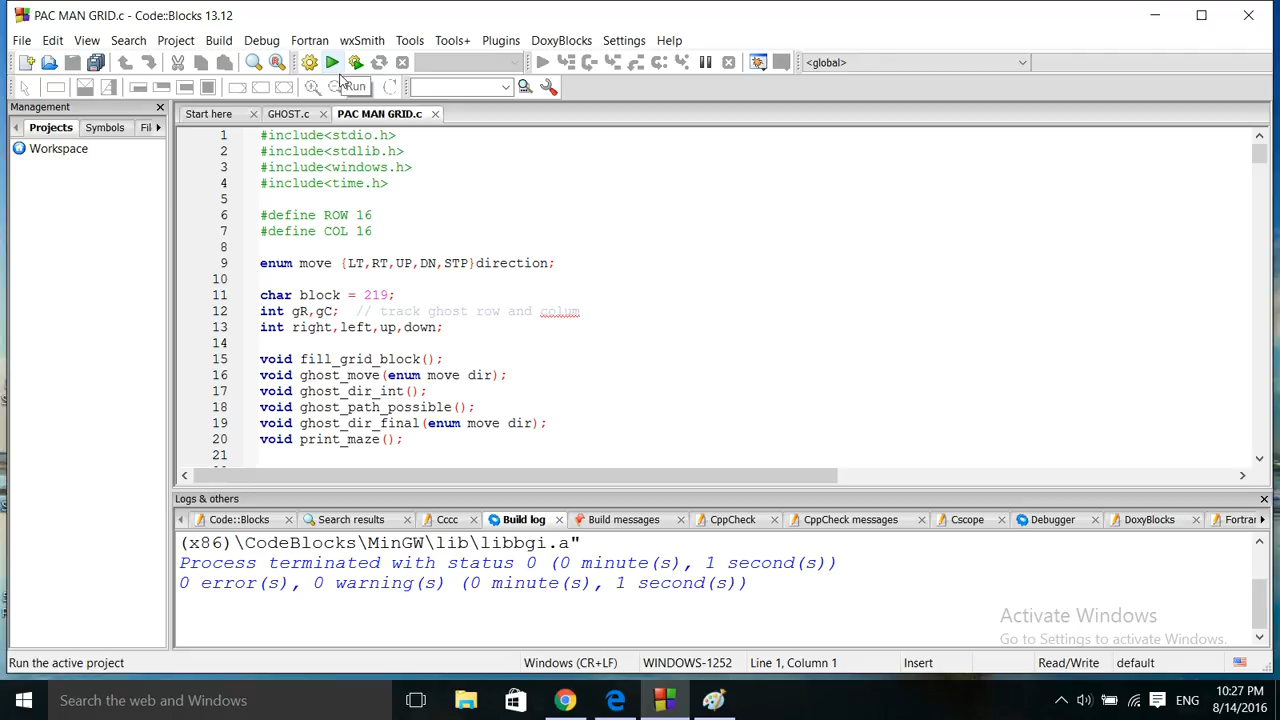 PAC MAN GRID.c - Code::Blocks 13.12
File Edit View Search Project Build Debug Fortran wxSmith Tools Tools+ Plugins DoxyBlocks Settings Help
<global>
Run
Management
Projects Symbols Fil
Workspace
Start here GHOST.c PAC MAN GRID.c
1 #include<stdio.h>
2 #include<stdlib.h>
3 #include<windows.h>
4 #include<time.h>
5
6 #define ROW 16
7 #define COL 16
8
9 enum move {LT,RT,UP,DN,STP}direction;
10
11 char block = 219;
12 int gR,gC; // track ghost row and colum
13 int right,left,up,down;
14
15 void fill_grid_block();
16 void ghost_move(enum move dir);
17 void ghost_dir_int();
18 void ghost_path_possible();
19 void ghost_dir_final(enum move dir);
20 void print_maze();
21
Logs & others
Code::Blocks Search results Cccc Build log Build messages CppCheck CppCheck messages Cscope Debugger DoxyBlocks Fortran
(x86)\CodeBlocks\MinGW\lib\libbgi.a"
Process terminated with status 0 (0 minute(s), 1 second(s))
0 error(s), 0 warning(s) (0 minute(s), 1 second(s))
Activate Windows
Go to Settings to activate Windows.
Run the active project Windows (CR+LF) WINDOWS-1252 Line 1, Column 1 Insert Read/Write default
Search the web and Windows
ENG
10:27 PM
8/14/2016